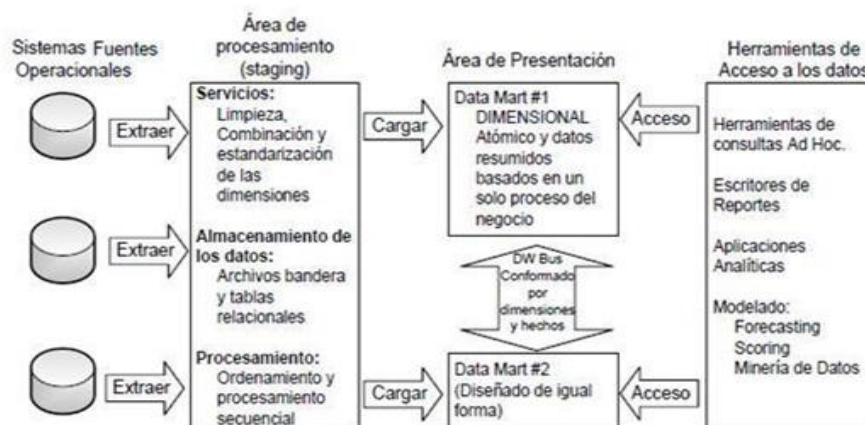 Sistemas Fuentes
Operacionales
Extraer
Extraer
Extraer
Área de
procesamiento
(staging)
Servicios:
Limpieza,
Combinación y
estandarización
de las
dimensiones
Almacenamiento de
los datos:
Archivos bandera
y tablas
relacionales
Procesamiento:
Ordenamiento y
procesamiento
secuencial
Cargar
Cargar
Área de Presentación
Data Mart #1
DIMENSIONAL
Atómico y datos
resumidos
basados en un
solo proceso del
negocio
DW Bus
Conformado
por
dimensiones
y hechos
Data Mart #2
(Diseñado de igual
forma)
Acceso
Acceso
Herramientas de
Acceso a los datos
Herramientas de
consultas Ad Hoc.
Escritores de
Reportes
Aplicaciones
Analíticas
Modelado:
Forecasting
Scoring
Minería de Datos